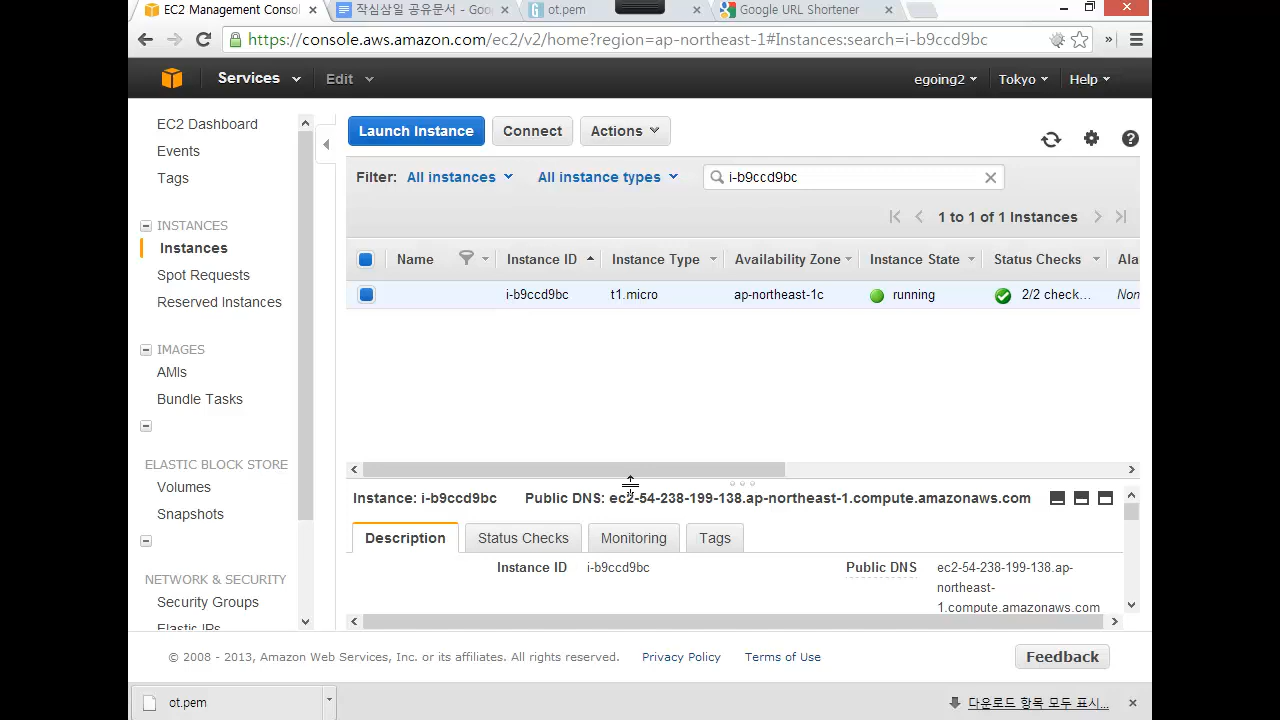 EC2 Management Consol
작심삼일 공유문서 - Goo
ot.pem
Google URL Shortener
https://console.aws.amazon.com/ec2/v2/home?region=ap-northeast-1#Instances:search=i-b9ccd9bc
Services
Edit
egoing2
Tokyo
Help
EC2 Dashboard
Events
Tags
INSTANCES
Instances
Spot Requests
Reserved Instances
IMAGES
AMIs
Bundle Tasks
ELASTIC BLOCK STORE
Volumes
Snapshots
NETWORK & SECURITY
Security Groups
Elastic IPs
Launch Instance
Connect
Actions
Filter: All instances All instance types i-b9ccd9bc
1 to 1 of 1 Instances
Name Instance ID Instance Type Availability Zone Instance State Status Checks Ala
i-b9ccd9bc t1.micro ap-northeast-1c running 2/2 check... Non
Instance: i-b9ccd9bc Public DNS: ec2-54-238-199-138.ap-northeast-1.compute.amazonaws.com
Description Status Checks Monitoring Tags
Instance ID i-b9ccd9bc
Public DNS ec2-54-238-199-138.ap-
northeast-
1.compute.amazonaws.com
© 2008 - 2013, Amazon Web Services, Inc. or its affiliates. All rights reserved. Privacy Policy Terms of Use
Feedback
ot.pem
다운로드 항목 모두 표시...